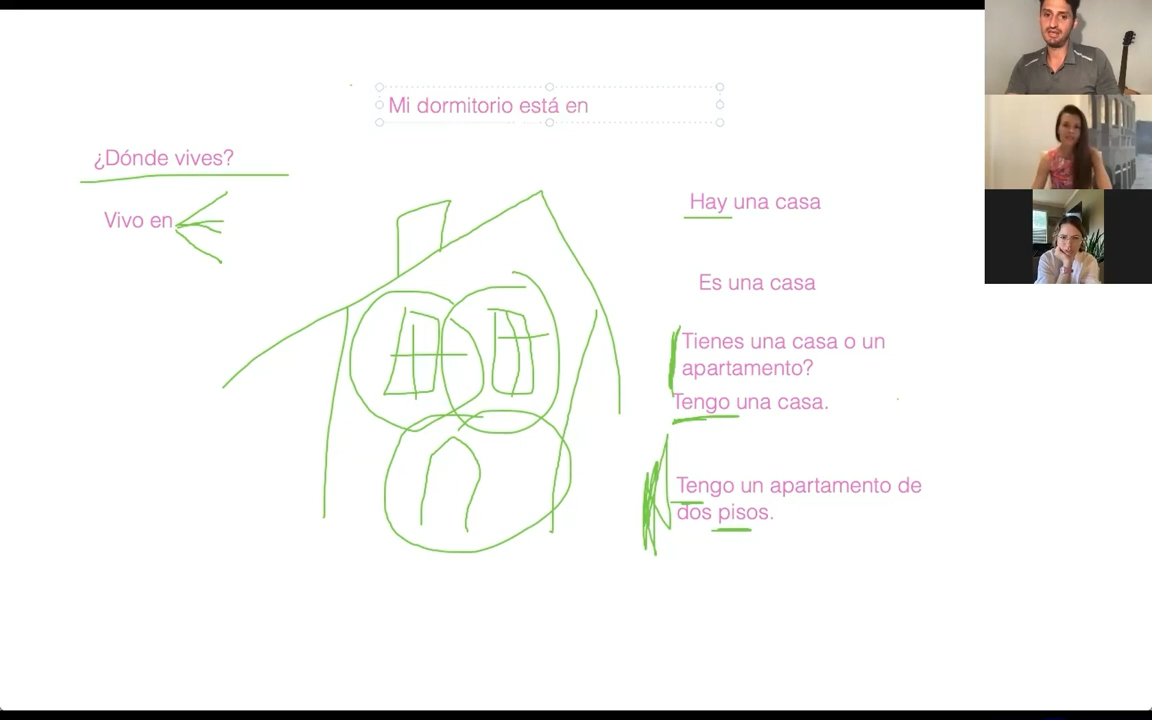 Mi dormitorio está en
¿Dónde vives?
Vivo en
Hay una casa
Es una casa
Tienes una casa o un
apartamento?
Tengo una casa.
Tengo un apartamento de
dos pisos.